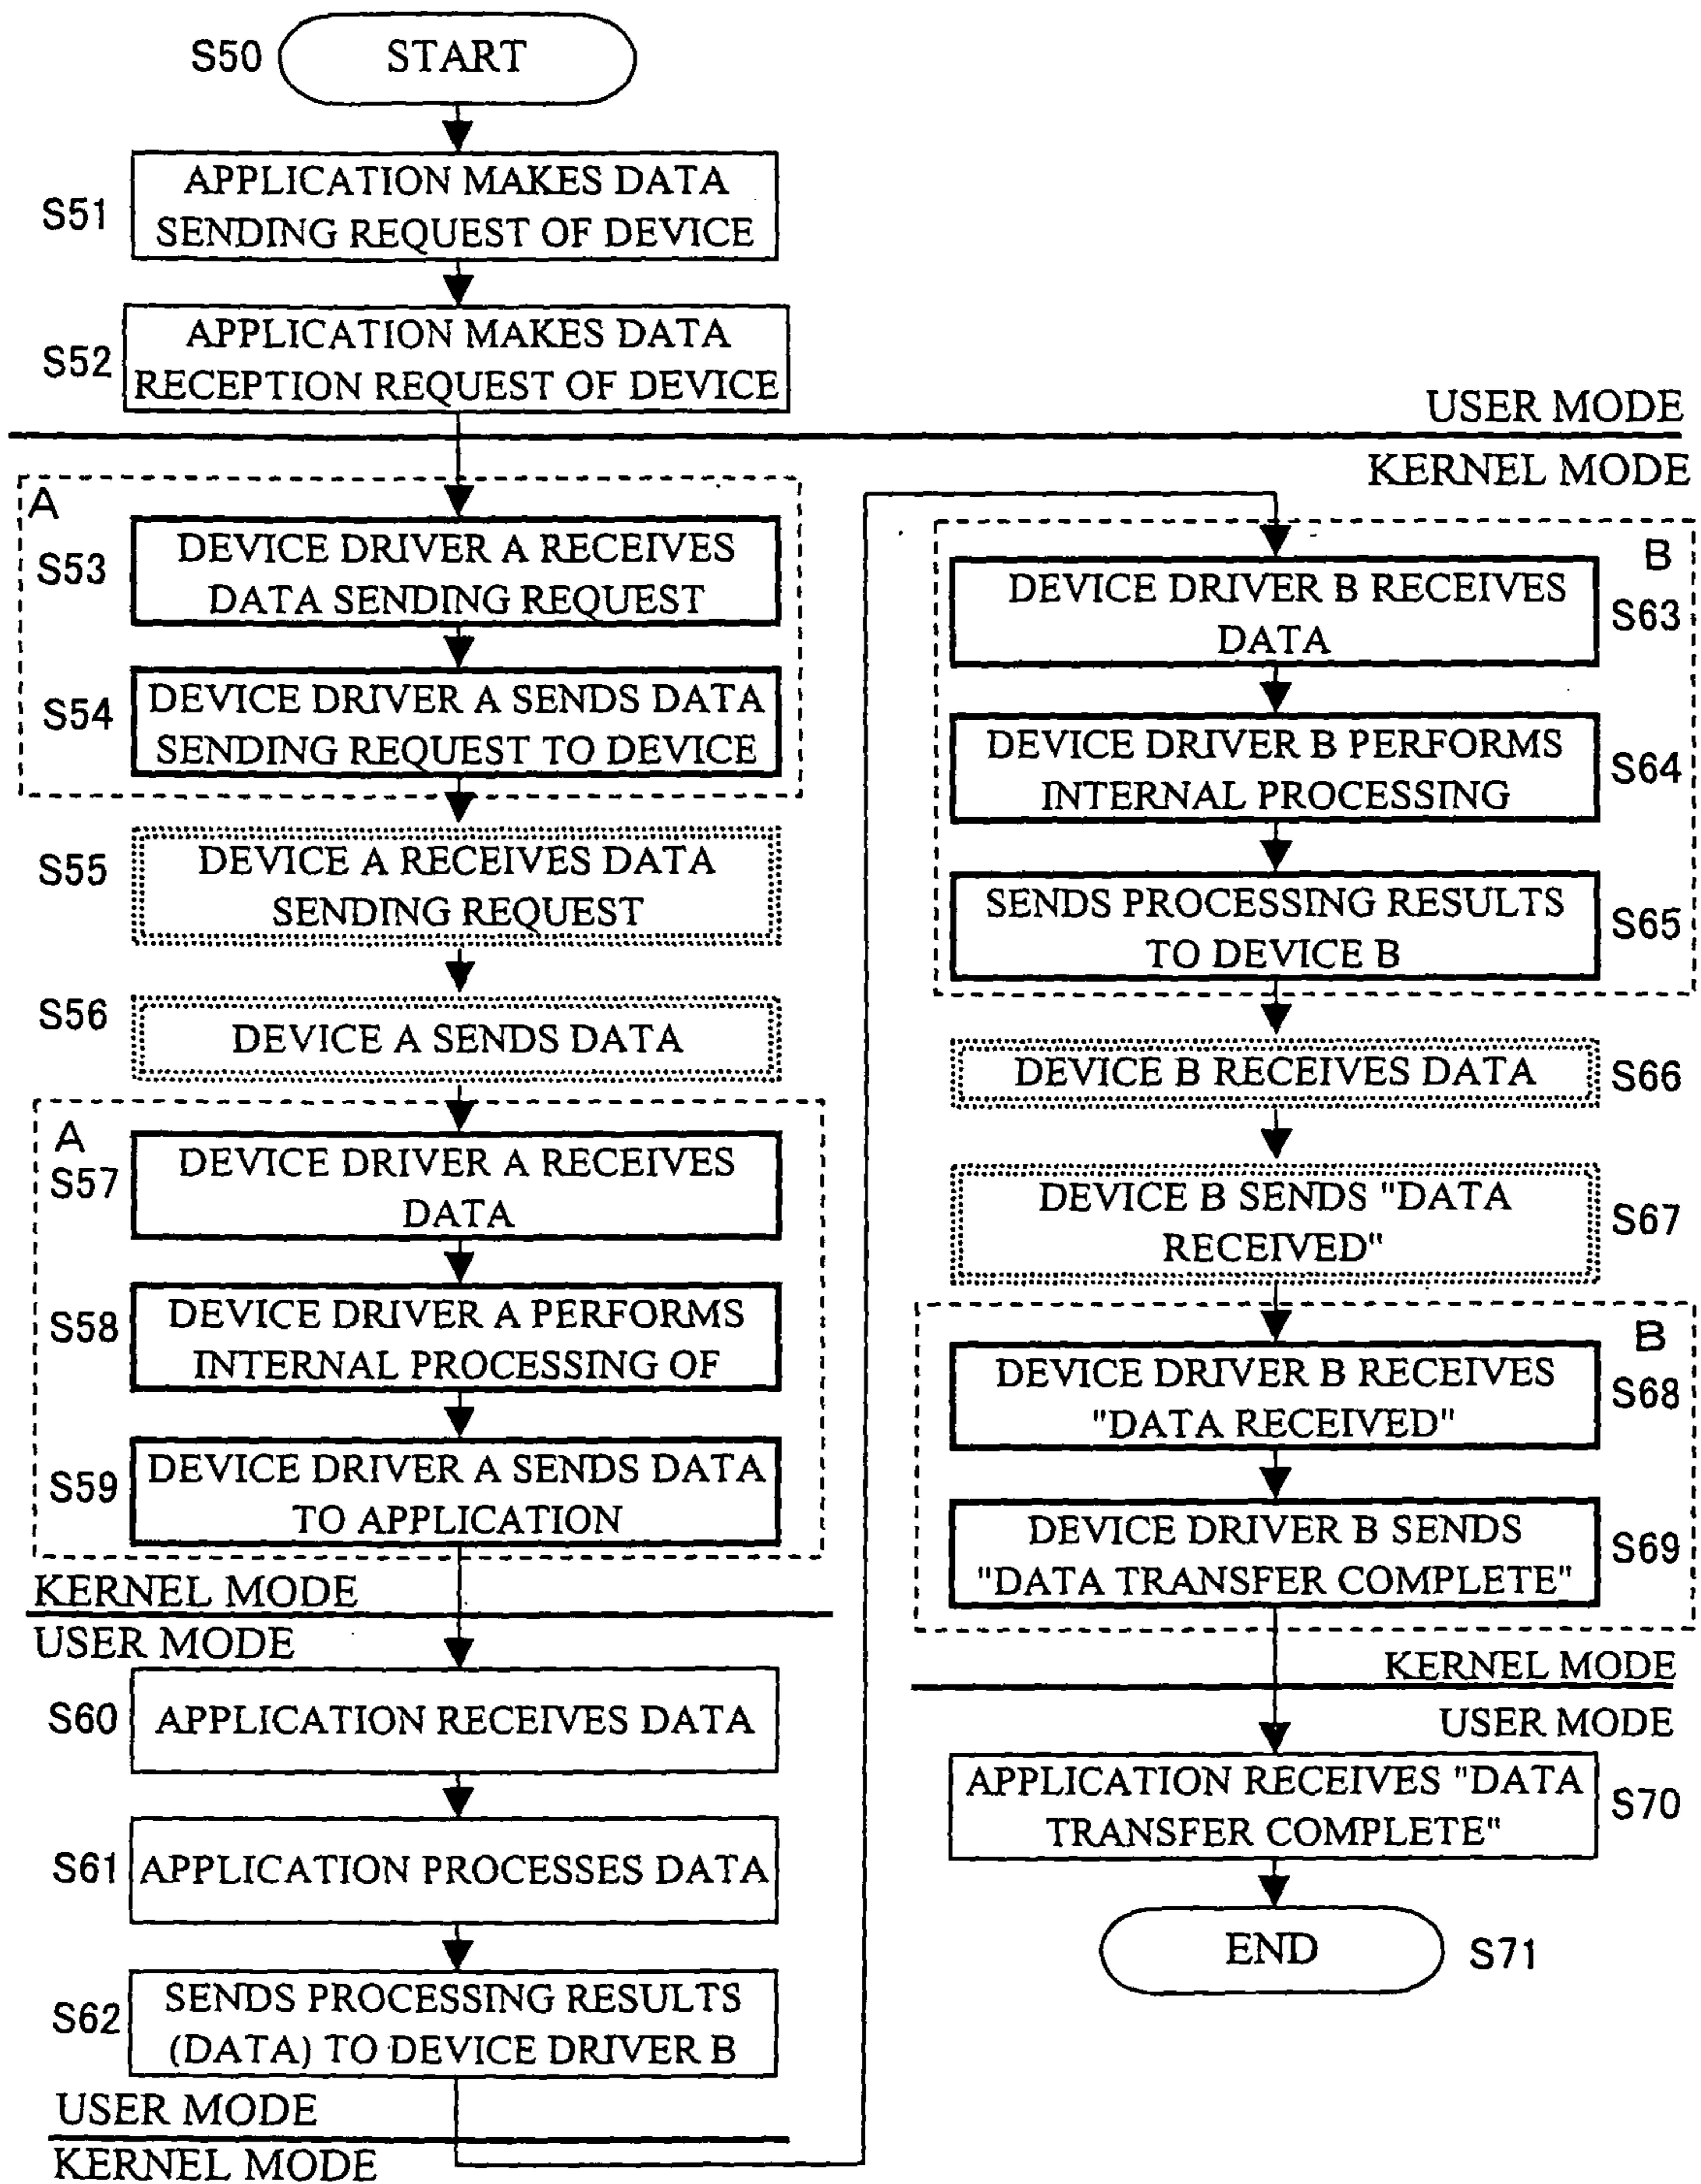 S50
START
S51
APPLICATION MAKES DATA
SENDING REQUEST OF DEVICE
S52
APPLICATION MAKES DATA
RECEPTION REQUEST OF DEVICE
USER MODE
KERNEL MODE
A
S53
DEVICE DRIVER A RECEIVES
DATA SENDING REQUEST
S54
DEVICE DRIVER A SENDS DATA
SENDING REQUEST TO DEVICE
S55
DEVICE A RECEIVES DATA
SENDING REQUEST
S56
DEVICE A SENDS DATA
A
S57
DEVICE DRIVER A RECEIVES
DATA
S58
DEVICE DRIVER A PERFORMS
INTERNAL PROCESSING OF
S59
DEVICE DRIVER A SENDS DATA
TO APPLICATION
KERNEL MODE
USER MODE
S60
APPLICATION RECEIVES DATA
S61
APPLICATION PROCESSES DATA
S62
SENDS PROCESSING RESULTS
(DATA) TO DEVICE DRIVER B
USER MODE
KERNEL MODE
B
DEVICE DRIVER B RECEIVES
DATA
S63
DEVICE DRIVER B PERFORMS
INTERNAL PROCESSING
S64
SENDS PROCESSING RESULTS
TO DEVICE B
S65
DEVICE B RECEIVES DATA
S66
DEVICE B SENDS "DATA
RECEIVED"
S67
B
DEVICE DRIVER B RECEIVES
"DATA RECEIVED"
S68
DEVICE DRIVER B SENDS
"DATA TRANSFER COMPLETE"
S69
KERNEL MODE
USER MODE
APPLICATION RECEIVES "DATA
TRANSFER COMPLETE"
S70
END
S71